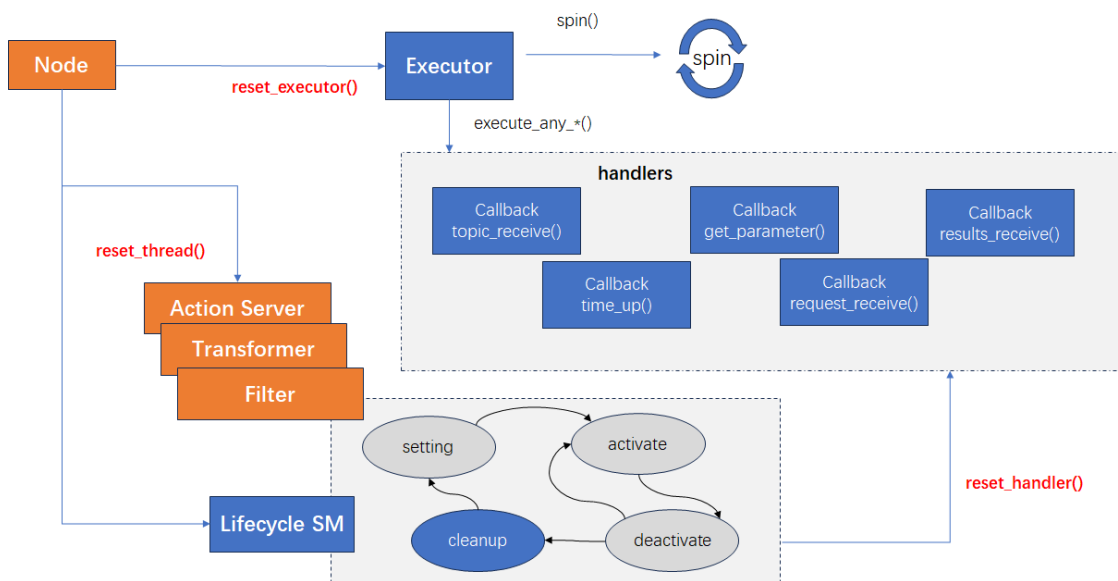 spin()
Node
Executor
spin
reset_executor()
execute_any_*()
handlers
Callback
topic_receive()
Callback
get_parameter()
Callback
results_receive()
Callback
time_up()
Callback
request_receive()
reset_thread()
Action Server
Transformer
Filter
setting
activate
reset_handler()
Lifecycle SM
cleanup
deactivate